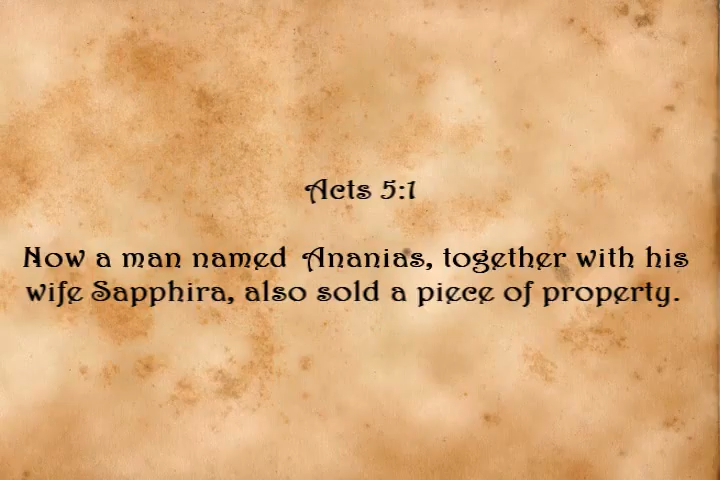 Acts 5:1
Now a man named Ananias, together with his
wife Sapphira, also sold a piece of property.